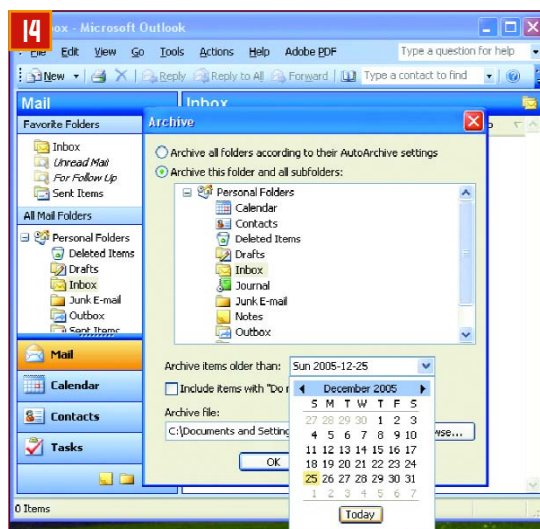 14
box - Microsoft Outlook
File Edit View Go Tools Actions Help Adobe PDF Type a question for help
New Reply Reply to All Forward Type a contact to find
Mail
Inbox
Favorite Folders
Inbox
Unread Mail
For Follow Up
Sent Items
All Mail Folders
Personal Folders
Deleted Items
Drafts
Inbox
Junk E-mail
Outbox
Sent Items
Mail
Calendar
Contacts
Tasks
0 Items
Archive
Archive all folders according to their AutoArchive settings
Archive this folder and all subfolders:
Personal Folders
Calendar
Contacts
Deleted Items
Drafts
Inbox
Journal
Junk E-mail
Notes
Outbox
Archive items older than: Sun 2005-12-25
Include items with "Do n
Archive file:
C:\Documents and Setting
wse...
OK
December 2005
S M T W T F S
27 28 29 30 1 2 3
4 5 6 7 8 9 10
11 12 13 14 15 16 17
18 19 20 21 22 23 24
25 26 27 28 29 30 31
1 2 3 4 5 6 7
Today